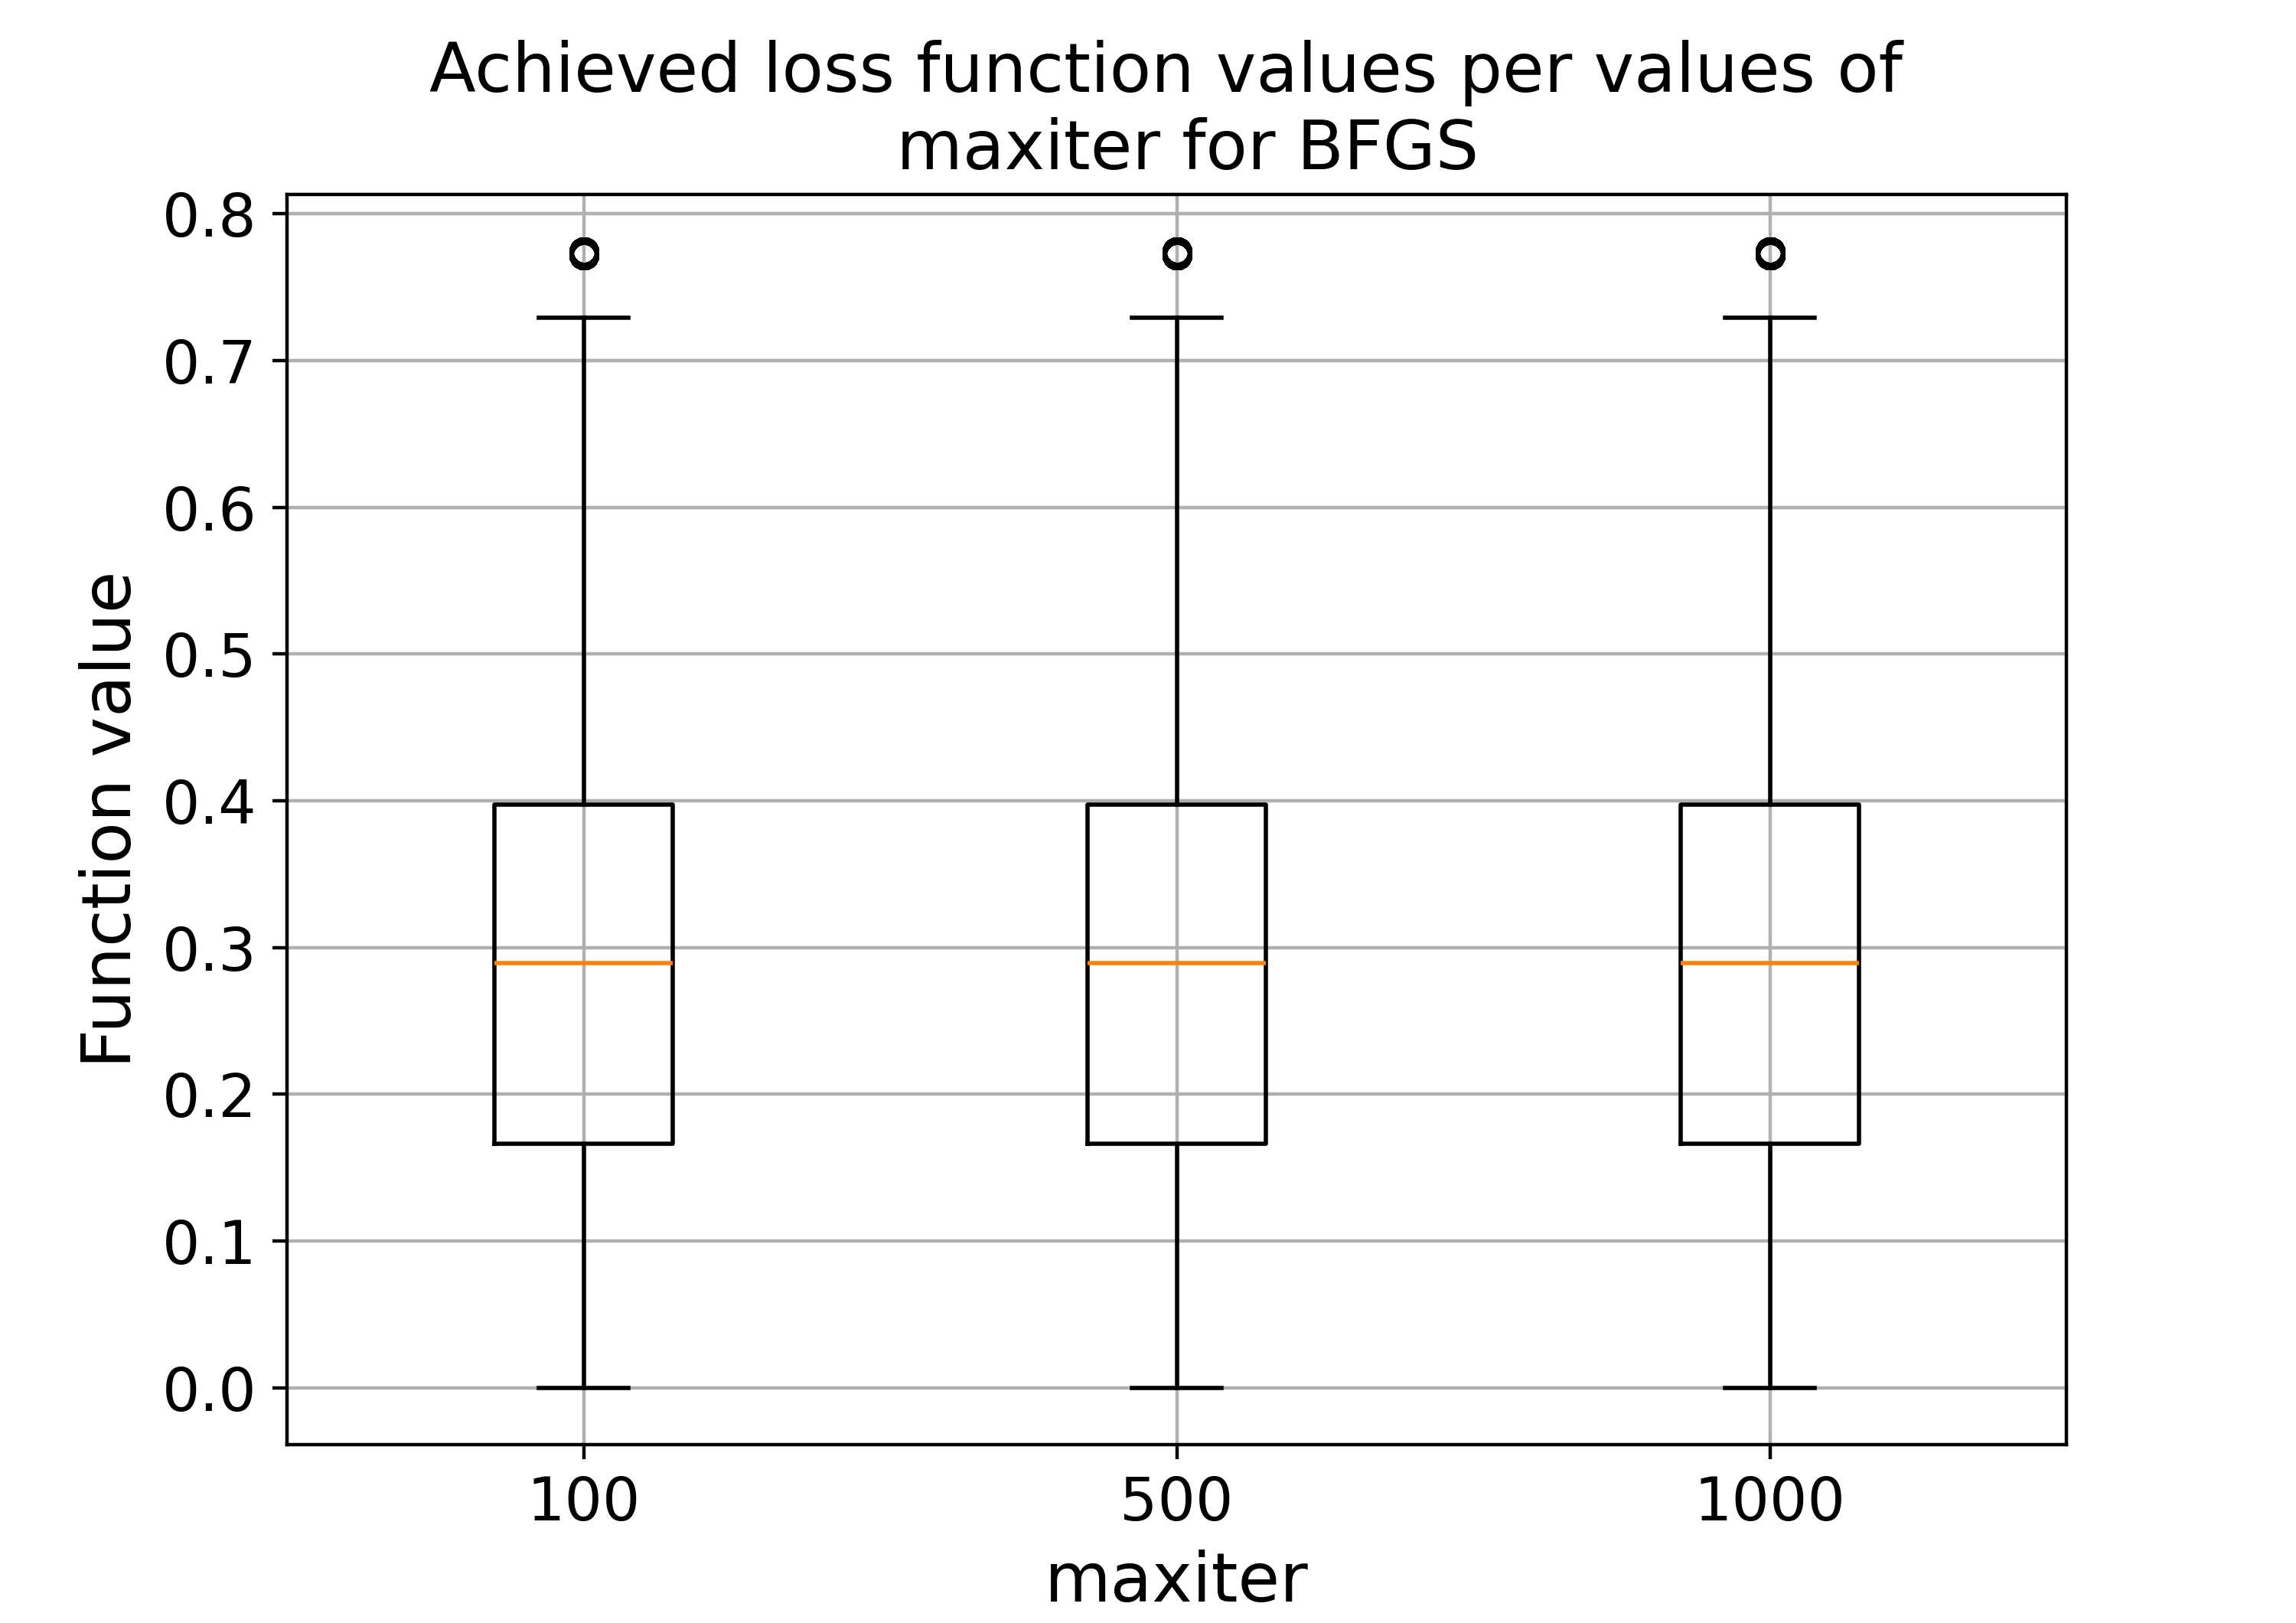 Achieved loss function values per values of
maxiter for BFGS
0.8
0.7
0.6
0.5
0.4
0.3
0.2
0.1
0.0
Function value
100 500 1000
maxiter